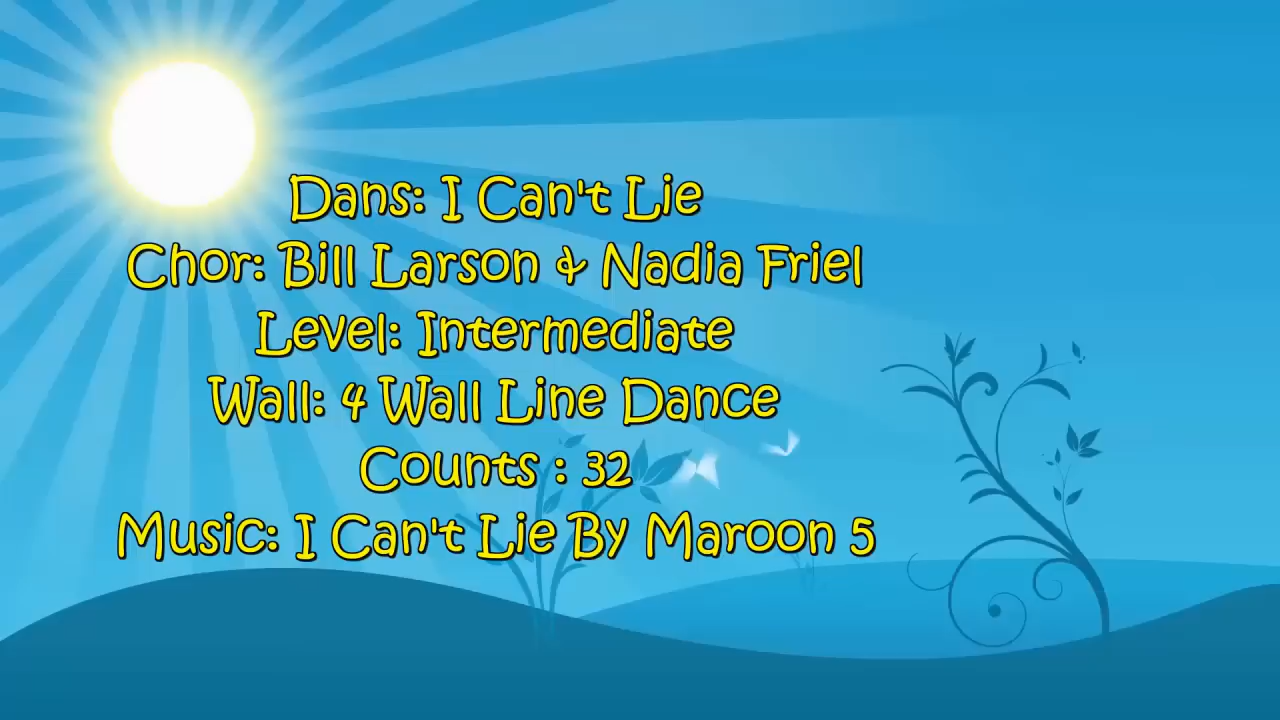 Dans: I Can't Lie
Chor: Bill Larson & Nadia Friel
Level: Intermediate
Wall: 4 Wall Line Dance
Counts : 32
Music: I Can't Lie By Maroon 5